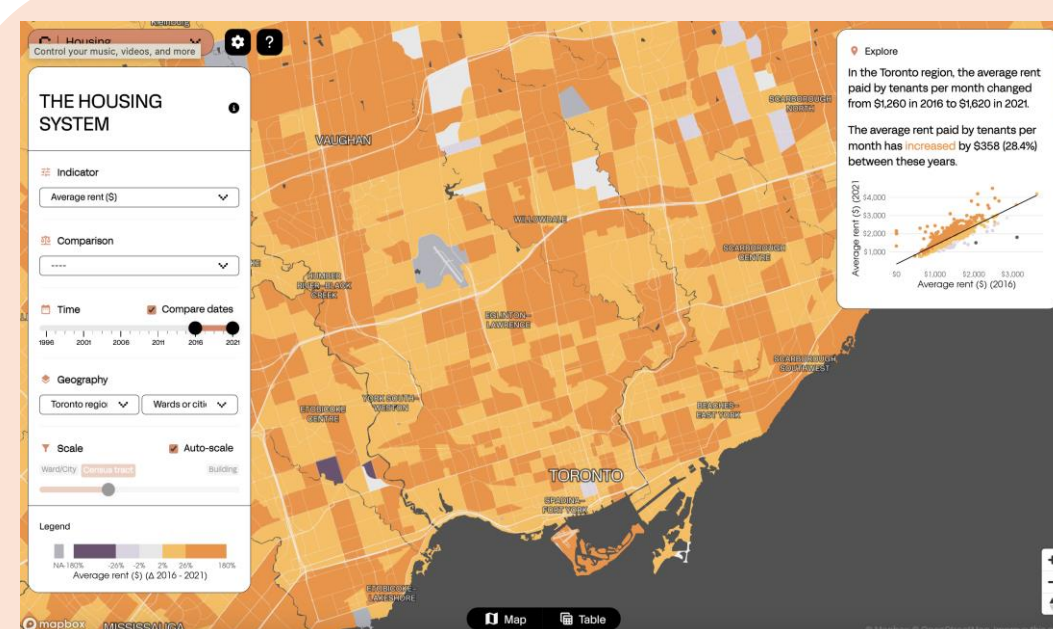 Housing
Control your music, videos, and more
?
THE HOUSING
SYSTEM
Indicator
Average rent ($)
Comparison
----
Time
Compare dates
1996 2001 2006 2011 2016 2021
Geography
Toronto regio
Wards or citi
Scale
Auto-scale
Ward/City Census tract Building
Legend
NA -180% -26% -2% 2% 26% 180%
Average rent ($) (Δ 2016 - 2021)
mapbox
MISSISSAUGA
VAUGHAN
WILLOWDALE
SCARBOROUGH
NORTH
SCARBOROUGH
CENTRE
HUMBER
RIVER-BLACK
CREEK
EGLINTON-
LAWRENCE
SCARBOROUGH
SOUTHWEST
YORK SOUTH-
WESTON
ETOBICOKE
CENTRE
BEACHES-
EAST YORK
TORONTO
SPADINA-
FORT YORK
ETOBICOKE-
LAKESHORE
Map
Table
Explore
In the Toronto region, the average rent
paid by tenants per month changed
from $1,260 in 2016 to $1,620 in 2021.
The average rent paid by tenants per
month has increased by $358 (28.4%)
between these years.
Average rent ($) (2021)
$4,000
$3,000
$2,000
$1,000
$0 $1,000 $2,000 $3,000
Average rent ($) (2016)